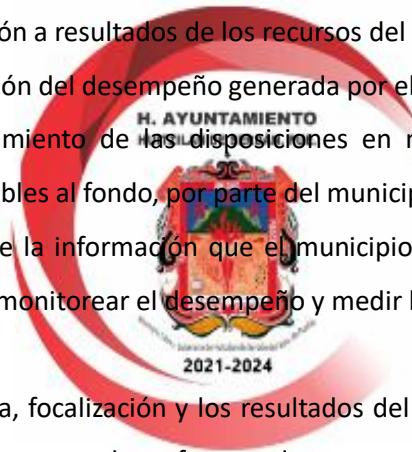 ón a resultados de los recursos del
ión del desempeño generada por el
H. AYUNTAMIENTO
amiento de las disposiciones en
bles al fondo, por parte del municip
e la información que el municipio
monitorear el desempeño y medir
2021-2024
a, focalización y los resultados del